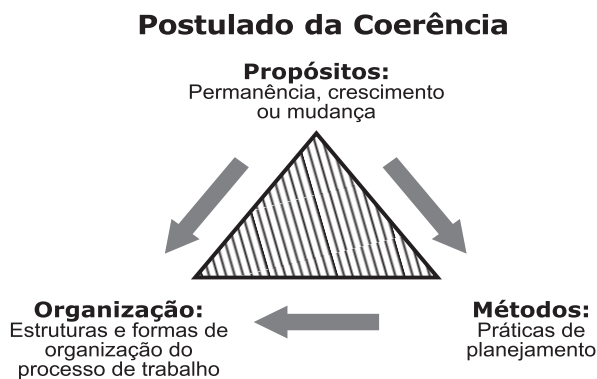 Postulado da Coerência
Propósitos:
Permanência, crescimento
ou mudança
Organização:
Estruturas e formas de
organização do
processo de trabalho
Métodos:
Práticas de
planejamento